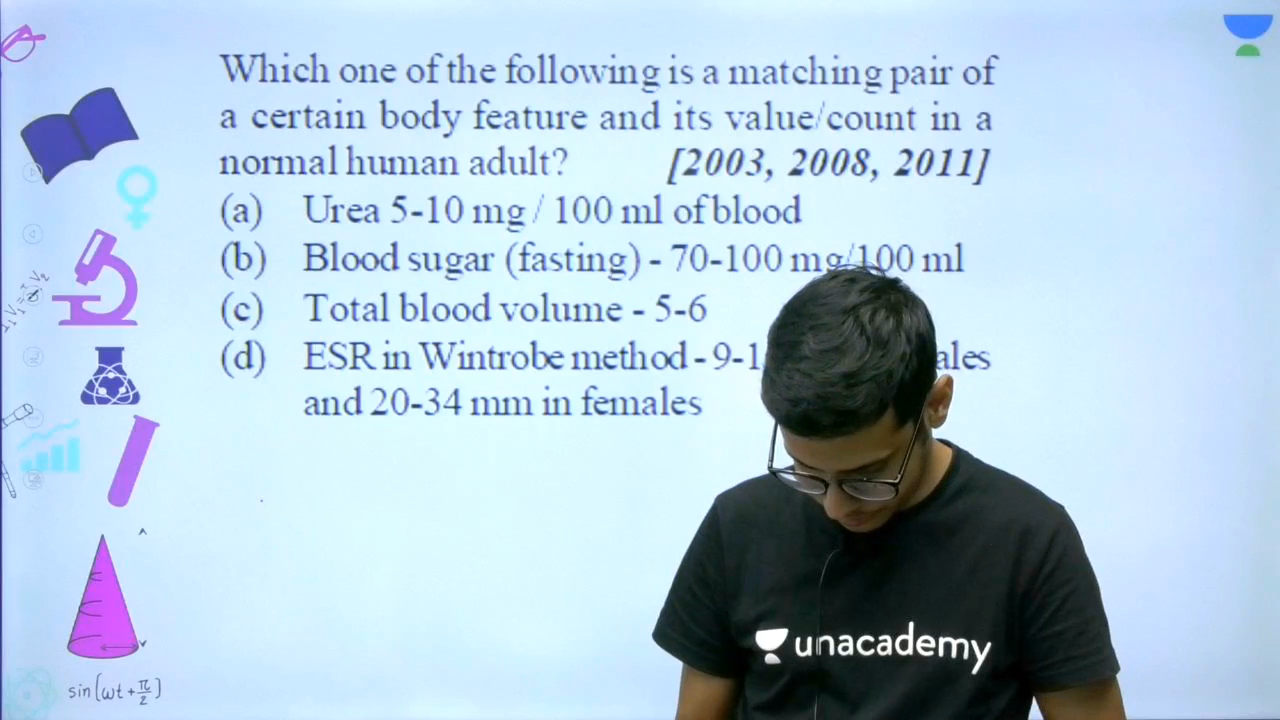 Which one of the following is a matching pair of
a certain body feature and its value/count in a
normal human adult? [2003, 2008, 2011]
(a) Urea 5-10 mg / 100 ml of blood
(b) Blood sugar (fasting) - 70-100 mg/100 ml
(c) Total blood volume - 5-6
(d) ESR in Wintrobe method - 9-1
and 20-34 mm in females
unacademy
sin(ωt+π/2)